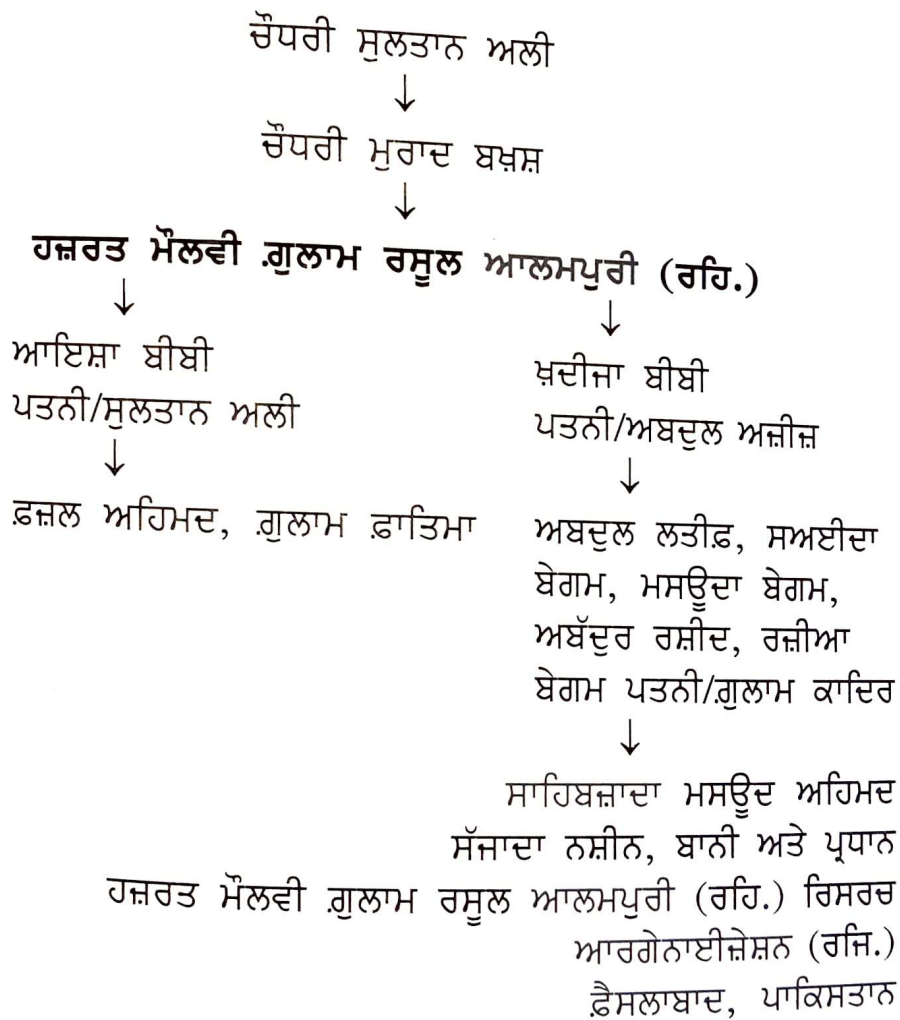 ਚੌਧਰੀ ਸੁਲਤਾਨ ਅਲੀ
↓
ਚੌਧਰੀ ਮੁਰਾਦ ਬਖ਼ਸ਼
↓
ਹਜ਼ਰਤ ਮੌਲਵੀ ਗ਼ੁਲਾਮ ਰਸੂਲ ਆਲਮਪੁਰੀ (ਰਹਿ.)
↓
ਆਇਸ਼ਾ ਬੀਬੀ
ਪਤਨੀ/ਸੁਲਤਾਨ ਅਲੀ
↓
ਫ਼ਜ਼ਲ ਅਹਿਮਦ, ਗ਼ੁਲਾਮ ਫ਼ਾਤਿਮਾ
↓
ਖ਼ਦੀਜਾ ਬੀਬੀ
ਪਤਨੀ/ਅਬਦੁਲ ਅਜ਼ੀਜ਼
↓
ਅਬਦੁਲ ਲਤੀਫ਼, ਸਅਈਦਾ
ਬੇਗਮ, ਮਸਊਦਾ ਬੇਗਮ,
ਅਬੱਦੁਰ ਰਸ਼ੀਦ, ਰਜ਼ੀਆ
ਬੇਗਮ ਪਤਨੀ/ਗ਼ੁਲਾਮ ਕਾਦਿਰ
↓
ਸਾਹਿਬਜ਼ਾਦਾ ਮਸਊਦ ਅਹਿਮਦ
ਸੱਜਾਦਾ ਨਸ਼ੀਨ, ਬਾਨੀ ਅਤੇ ਪ੍ਰਧਾਨ
ਹਜ਼ਰਤ ਮੌਲਵੀ ਗ਼ੁਲਾਮ ਰਸੂਲ ਆਲਮਪੁਰੀ (ਰਹਿ.) ਰਿਸਰਚ
ਆਰਗੇਨਾਈਜ਼ੇਸ਼ਨ (ਰਜਿ.)
ਫ਼ੈਸਲਾਬਾਦ, ਪਾਕਿਸਤਾਨ